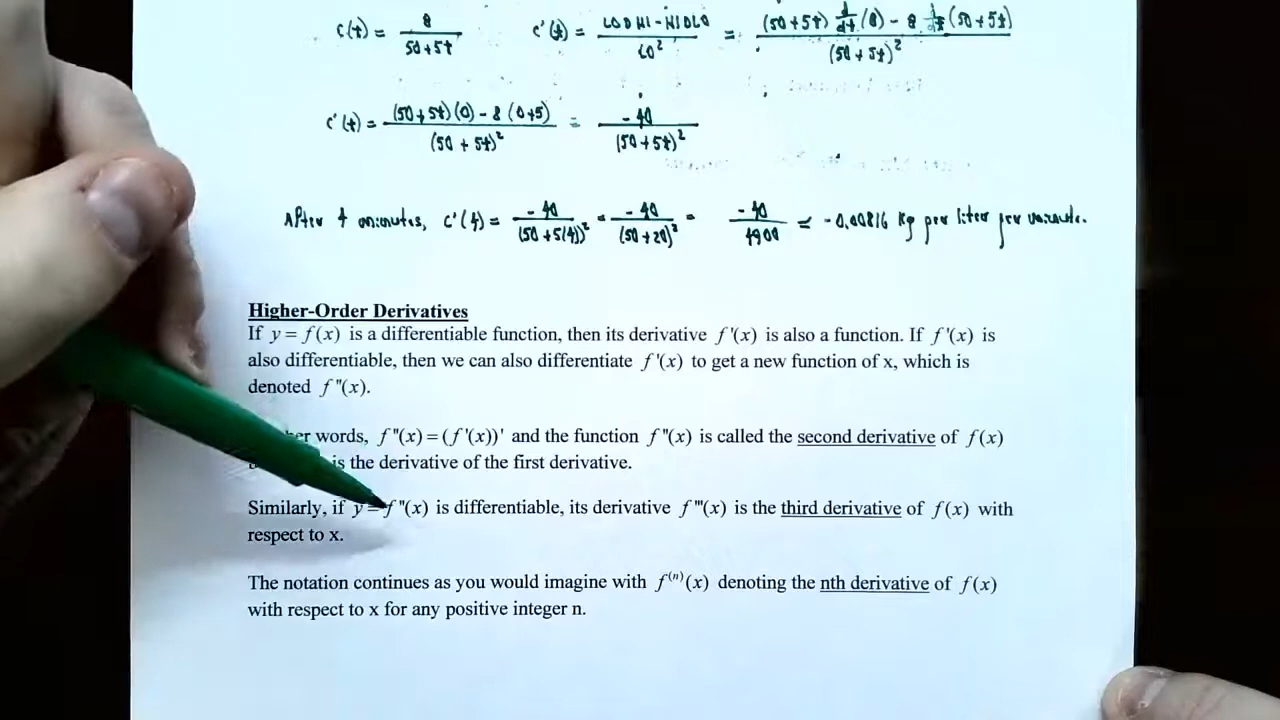 C(t) = 8 / (50+5t)   C'(t) = (LO D HI - HI D LO) / LO² = ((50+5t) d/dt (8) - 8 d/dt (50+5t)) / (50+5t)²
C'(t) = ((50+5t)(0) - 8(0+5)) / (50+5t)² = -40 / (50+5t)²
After 4 minutes, C'(4) = -40 / (50+5(4))² = -40 / (50+20)² = -40 / 4900 ≈ -0.00816 kg per liter per minute.
Higher-Order Derivatives
If y = f(x) is a differentiable function, then its derivative f'(x) is also a function. If f'(x) is
also differentiable, then we can also differentiate f'(x) to get a new function of x, which is
denoted f''(x).
words, f''(x) = (f'(x))' and the function f''(x) is called the second derivative of f(x)
is the derivative of the first derivative.
Similarly, if y = f''(x) is differentiable, its derivative f'''(x) is the third derivative of f(x) with
respect to x.
The notation continues as you would imagine with f⁽ⁿ⁾(x) denoting the nth derivative of f(x)
with respect to x for any positive integer n.